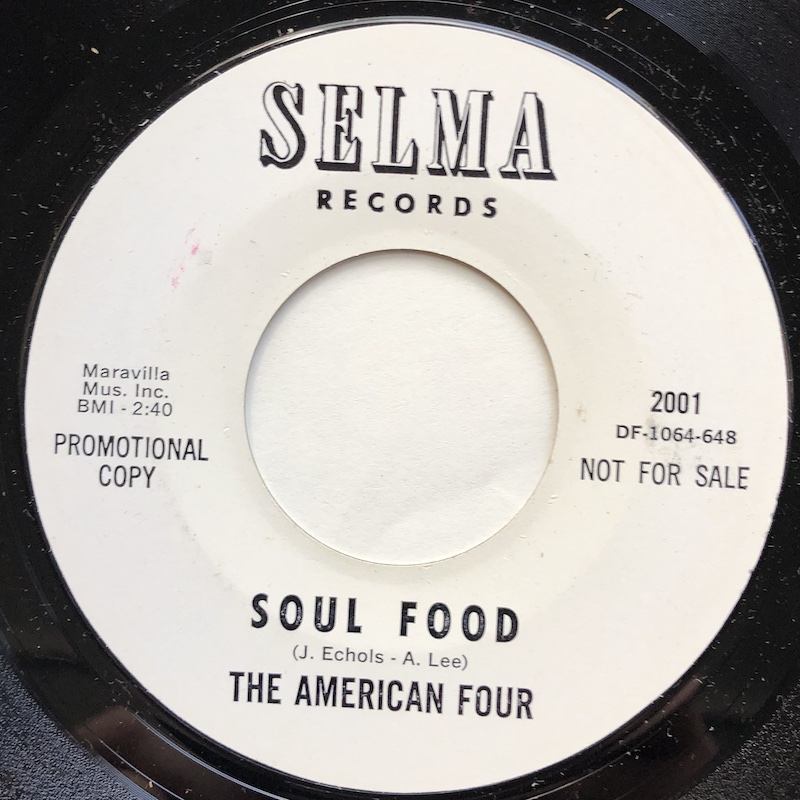 SELMA
RECORDS
Maravilla
Mus. Inc.
BMI - 2:40
PROMOTIONAL
COPY
2001
DF-1064-648
NOT FOR SALE
SOUL FOOD
(J. Echols - A. Lee)
THE AMERICAN FOUR